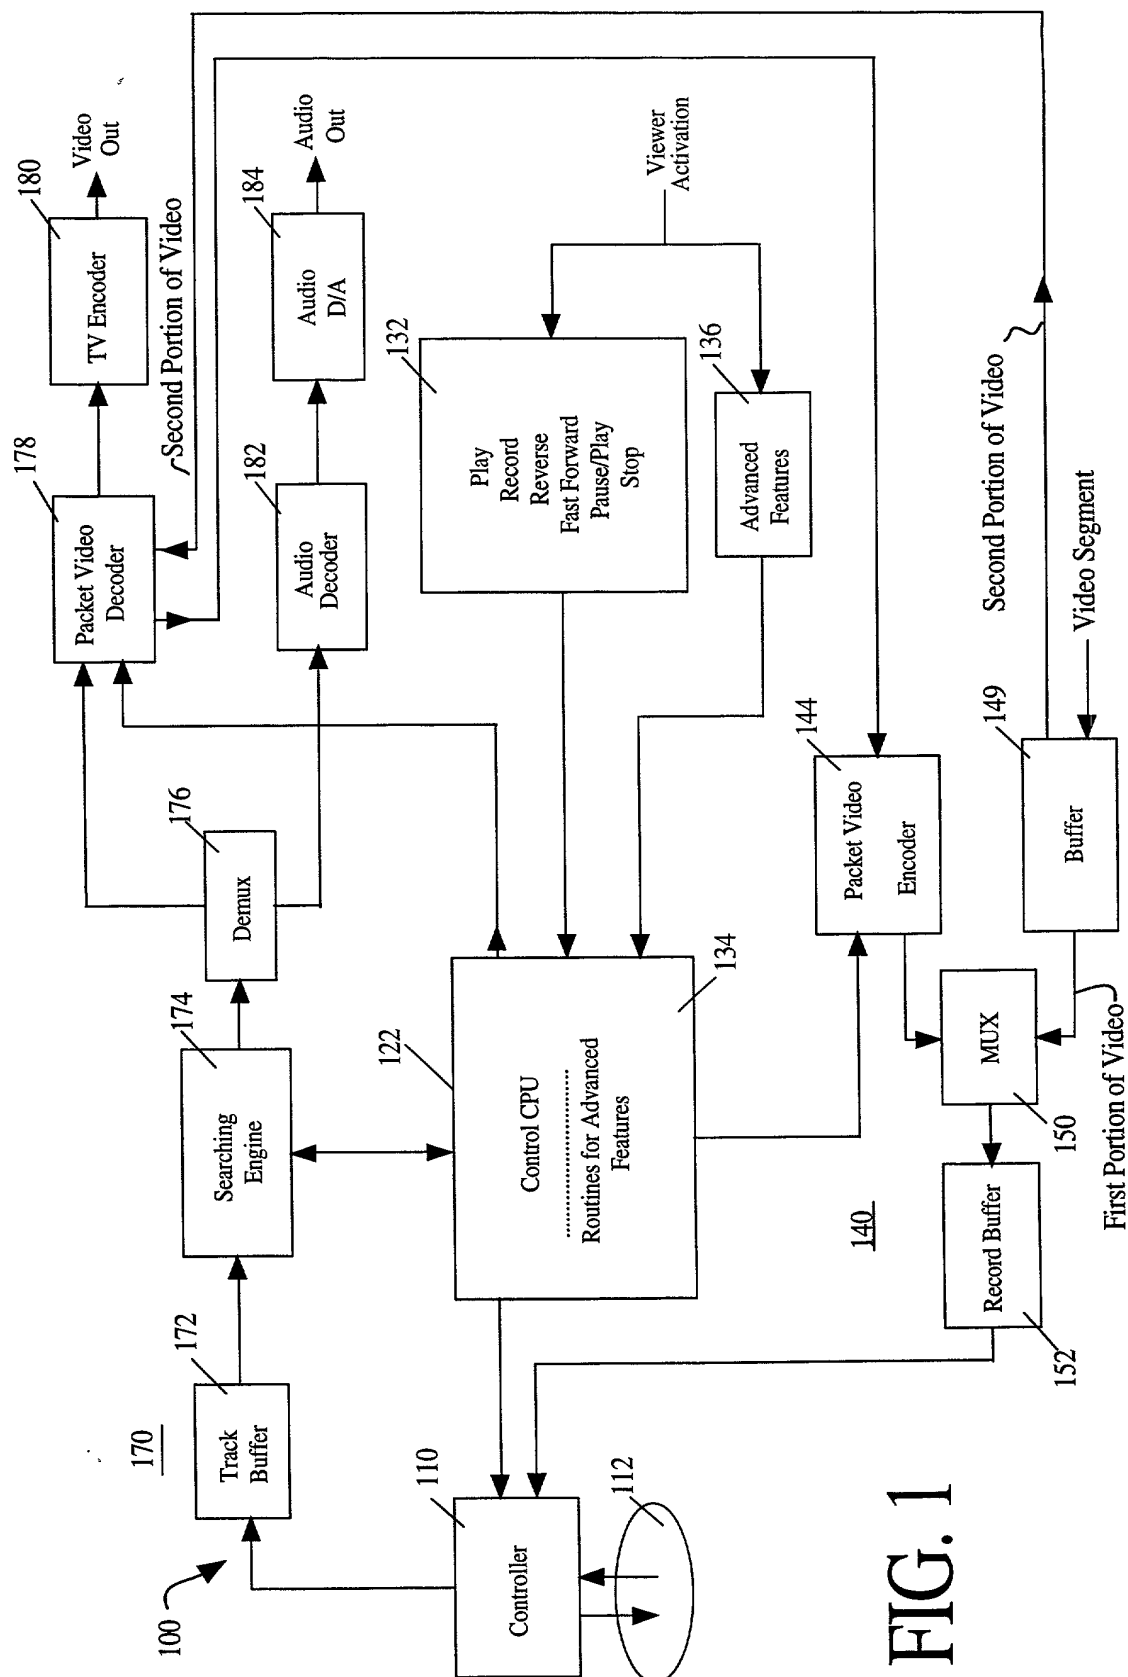 180
TV Encoder
Video
Out
178
Packet Video
Decoder
Second Portion of Video
184
Audio
D/A
Audio
Out
182
Audio
Decoder
176
Demux
174
Searching
Engine
172
Track
Buffer
170
100
132
Play
Record
Reverse
Fast Forward
Pause/Play
Stop
Viewer
Activation
136
Advanced
Features
122
Control CPU
Routines for Advanced
Features
134
110
Controller
112
144
Packet Video
Encoder
140
Second Portion of Video
149
Buffer
Video Segment
MUX
150
First Portion of Video
Record Buffer
152
FIG. 1